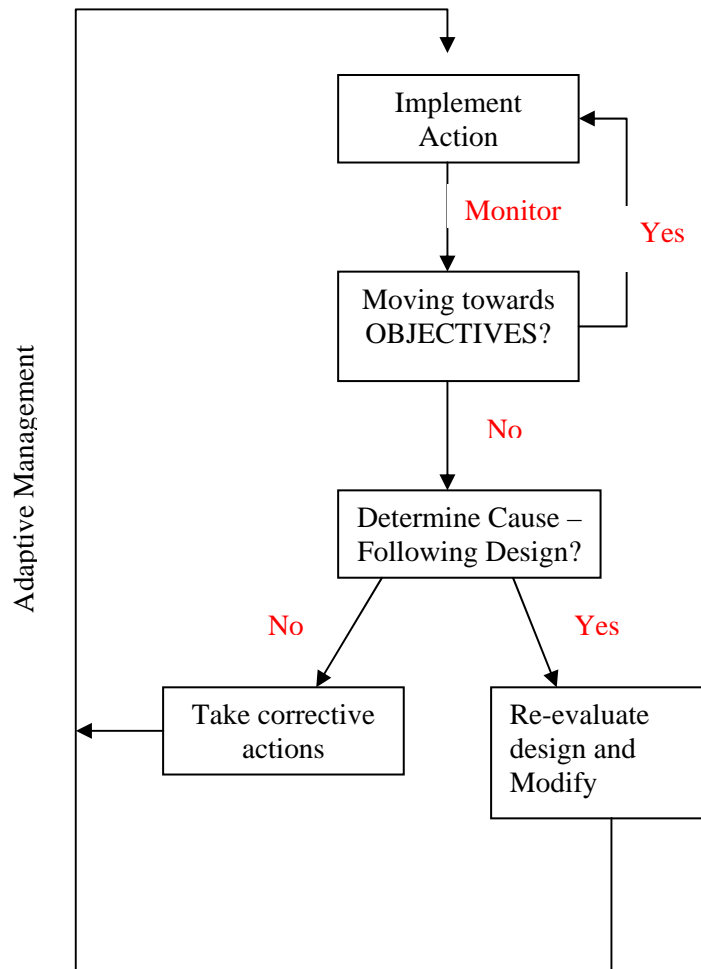 Implement
Action
Monitor
Yes
Moving towards
OBJECTIVES?
No
Adaptive Management
Determine Cause –
Following Design?
No
Yes
Take corrective
actions
Re-evaluate
design and
Modify